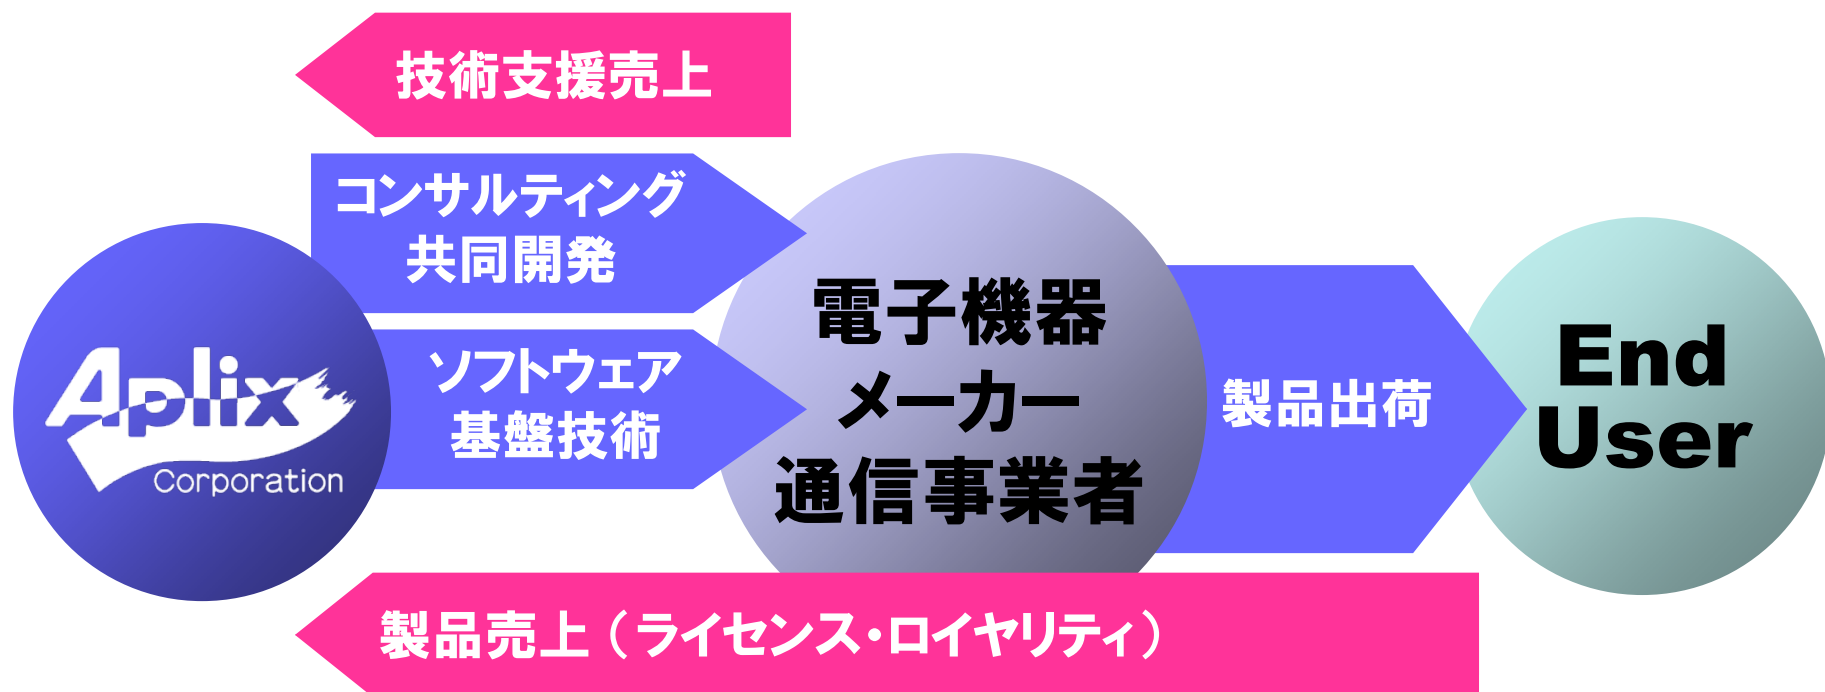 技術支援売上
コンサルティング
共同開発
Aplix
Corporation
ソフトウェア
基盤技術
電子機器
メーカー
通信事業者
製品出荷
End
User
製品売上（ライセンス・ロイヤリティ）